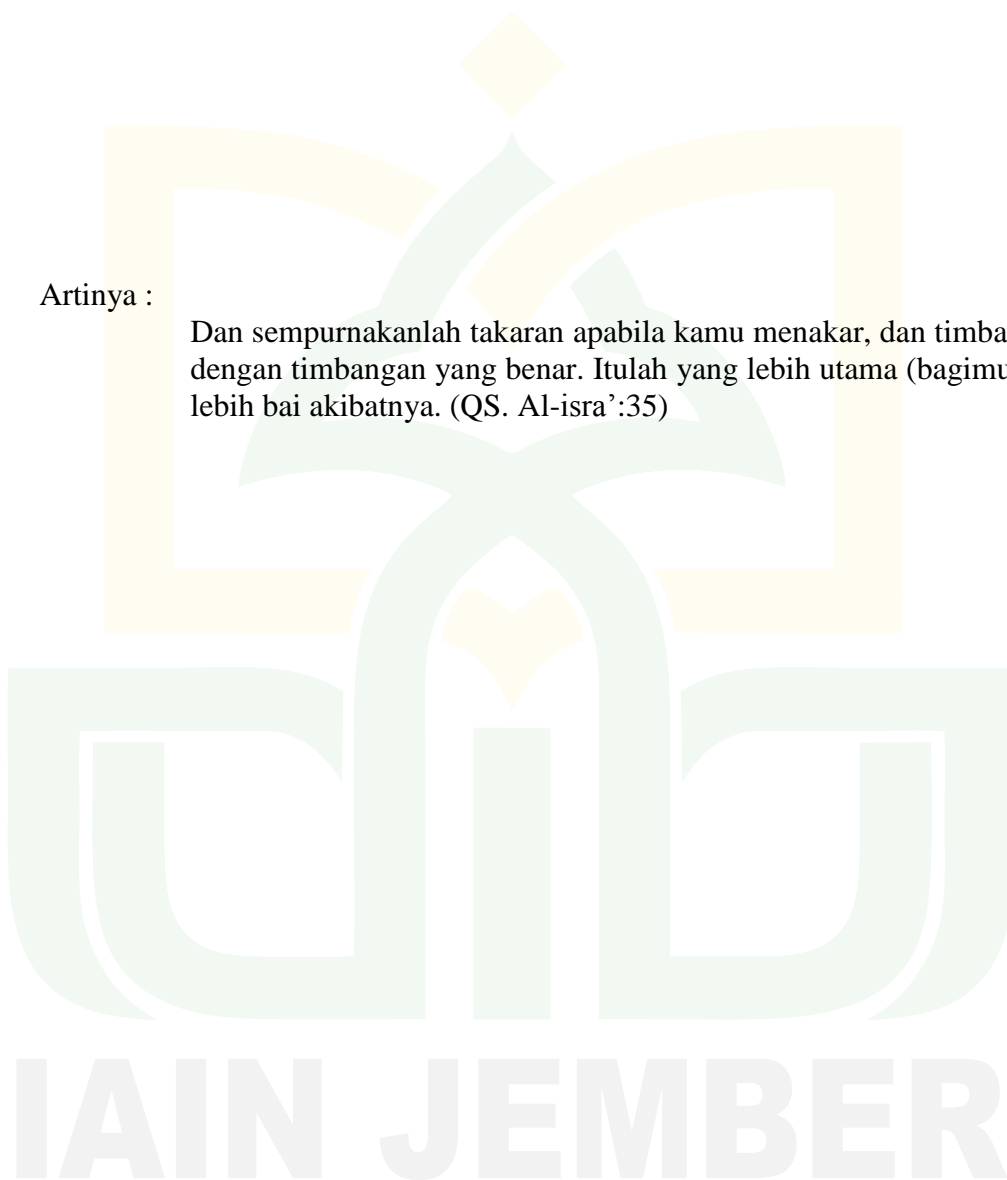 Artinya :
Dan sempurnakanlah takaran apabila kamu menakar, dan timba
dengan timbangan yang benar. Itulah yang lebih utama (bagimu
lebih bai akibatnya. (QS. Al-isra’:35)
IAIN JEMBER